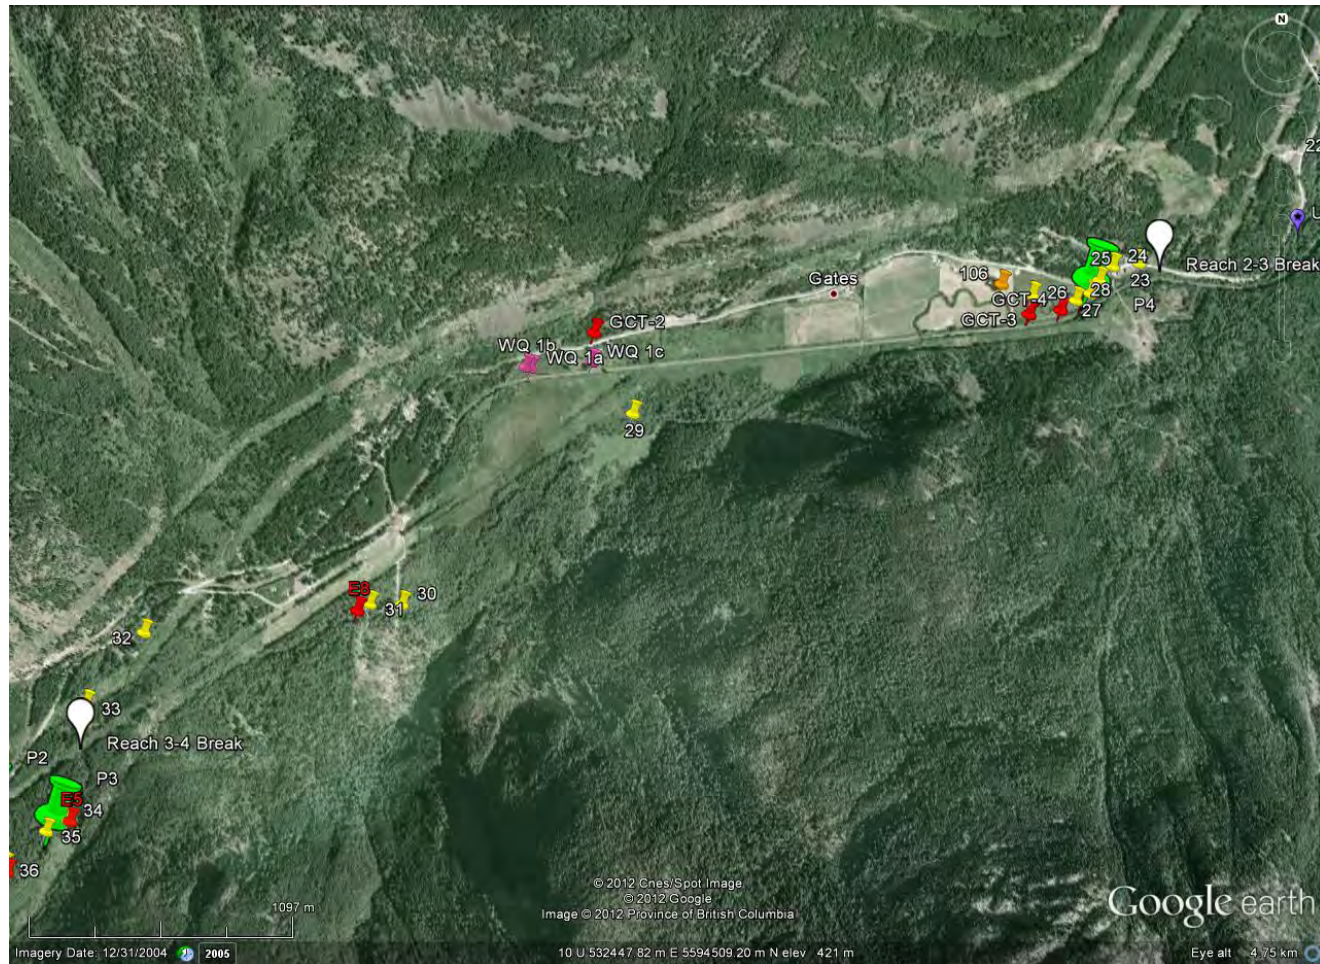 N
22
U
25
24
Reach 2-3 Break
106
23
Gates
GCT-4
26
28
P4
GCT-3
27
GCT-2
WQ 1b
WQ 1a
WQ 1c
29
E8
31
30
32
33
Reach 3-4 Break
P2
P3
E5
34
35
36
1097 m
© 2012 Cnes/Spot Image
© 2012 Google
Image © 2012 Province of British Columbia
Google earth
Imagery Date: 12/31/2004
2005
10 U 532447.82 m E 5594509.20 m N elev 421 m
Eye alt 4.75 km